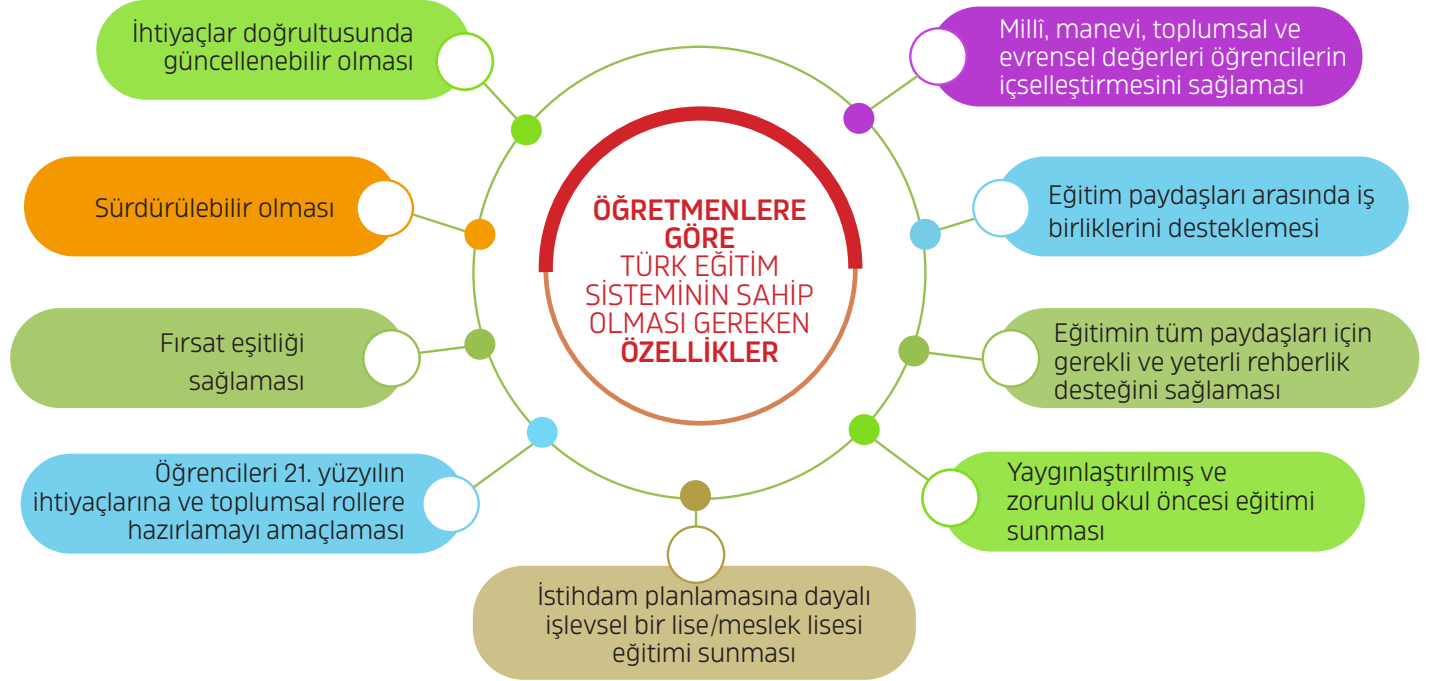 ÖĞRETMENLERE
GÖRE
TÜRK EĞİTİM
SİSTEMİNİN SAHİP
OLMASI GEREKEN
ÖZELLİKLER
İhtiyaçlar doğrultusunda
güncellenebilir olması
Sürdürülebilir olması
Fırsat eşitliği
sağlaması
Öğrencileri 21. yüzyılın
ihtiyaçlarına ve toplumsal rollere
hazırlamayı amaçlaması
İstihdam planlamasına dayalı
işlevsel bir lise/meslek lisesi
eğitimi sunması
Millî, manevi, toplumsal ve
evrensel değerleri öğrencilerin
içselleştirmesini sağlaması
Eğitim paydaşları arasında iş
birliklerini desteklemesi
Eğitimin tüm paydaşları için
gerekli ve yeterli rehberlik
desteğini sağlaması
Yaygınlaştırılmış ve
zorunlu okul öncesi eğitimi
sunması